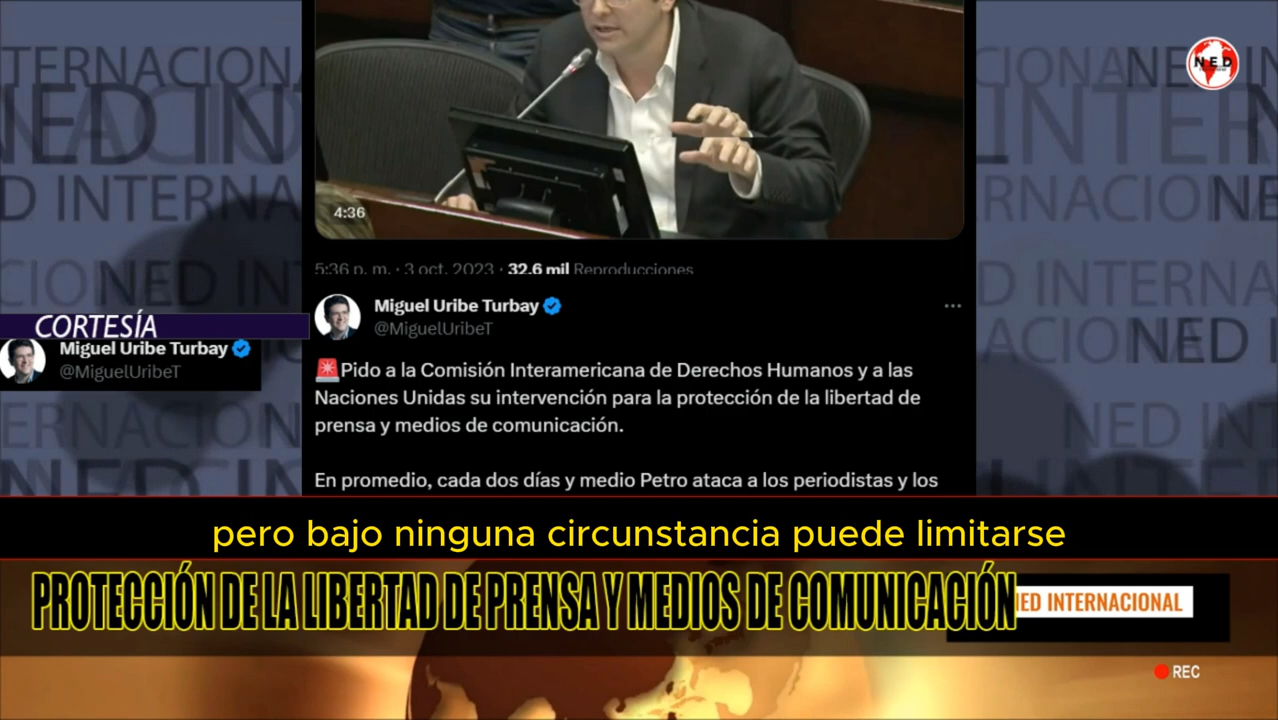 NED
4:36
5:36 p. m. · 3 oct. 2023 · 32.6 mil Reproducciones
Miguel Uribe Turbay
@MiguelUribeT
🚨Pido a la Comisión Interamericana de Derechos Humanos y a las
Naciones Unidas su intervención para la protección de la libertad de
prensa y medios de comunicación.
En promedio, cada dos días y medio Petro ataca a los periodistas y los
CORTESÍA
Miguel Uribe Turbay
@MiguelUribeT
pero bajo ninguna circunstancia puede limitarse
PROTECCIÓN DE LA LIBERTAD DE PRENSA Y MEDIOS DE COMUNICACIÓN
NED INTERNACIONAL
REC